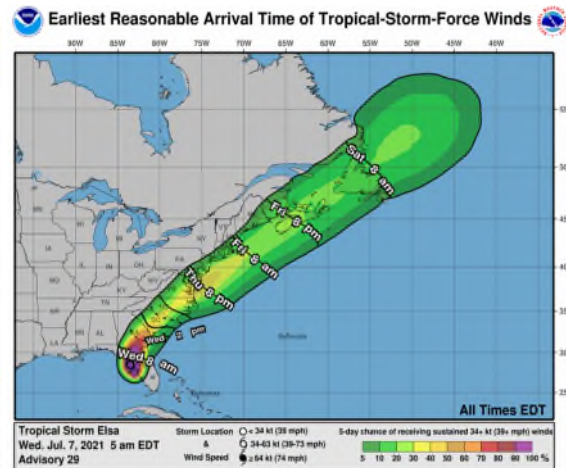 Earliest Reasonable Arrival Time of Tropical-Storm-Force Winds
90W 85W 80W 75W 70W 65W 60W 55W 50W 45W 40W
Sat 8 am
Fri 8 pm
Fri 8 am
Thu 8 pm
Wed 8 am
Bermuda
Bahamas
All Times EDT
Tropical Storm Elsa
Wed. Jul. 7, 2021 5 am EDT
Advisory 29
Storm Location
&
Wind Speed
< 34 kt (39 mph)
34-63 kt (39-73 mph)
≥ 64 kt (74 mph)
5-day chance of receiving sustained 34+ kt (39+ mph) winds
5 10 20 30 40 50 60 70 80 90 100 %